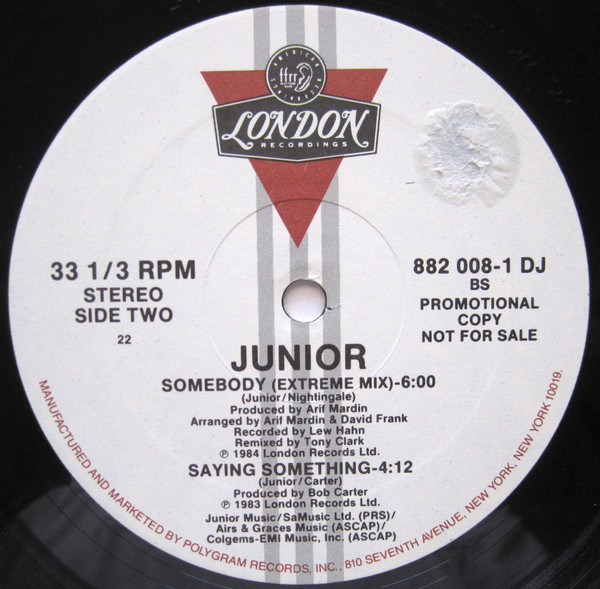 AMERICAN
ffrr
LONDON
RECORDINGS
33 1/3 RPM
STEREO
SIDE TWO
22
882 008-1 DJ
BS
PROMOTIONAL
COPY
NOT FOR SALE
JUNIOR
SOMEBODY (EXTREME MIX)-6:00
(Junior/Nightingale)
Produced by Arif Mardin
Arranged by Arif Mardin & David Frank
Recorded by Lew Hahn
Remixed by Tony Clark
℗ 1984 London Records Ltd.
SAYING SOMETHING-4:12
(Junior/Carter)
Produced by Bob Carter
℗ 1983 London Records Ltd.
Junior Music/SaMusic Ltd. (PRS)/
Airs & Graces Music (ASCAP)/
Colgems-EMI Music, Inc. (ASCAP)
MANUFACTURED AND MARKETED BY POLYGRAM RECORDS, INC., 810 SEVENTH AVENUE, NEW YORK, NEW YORK 10019.